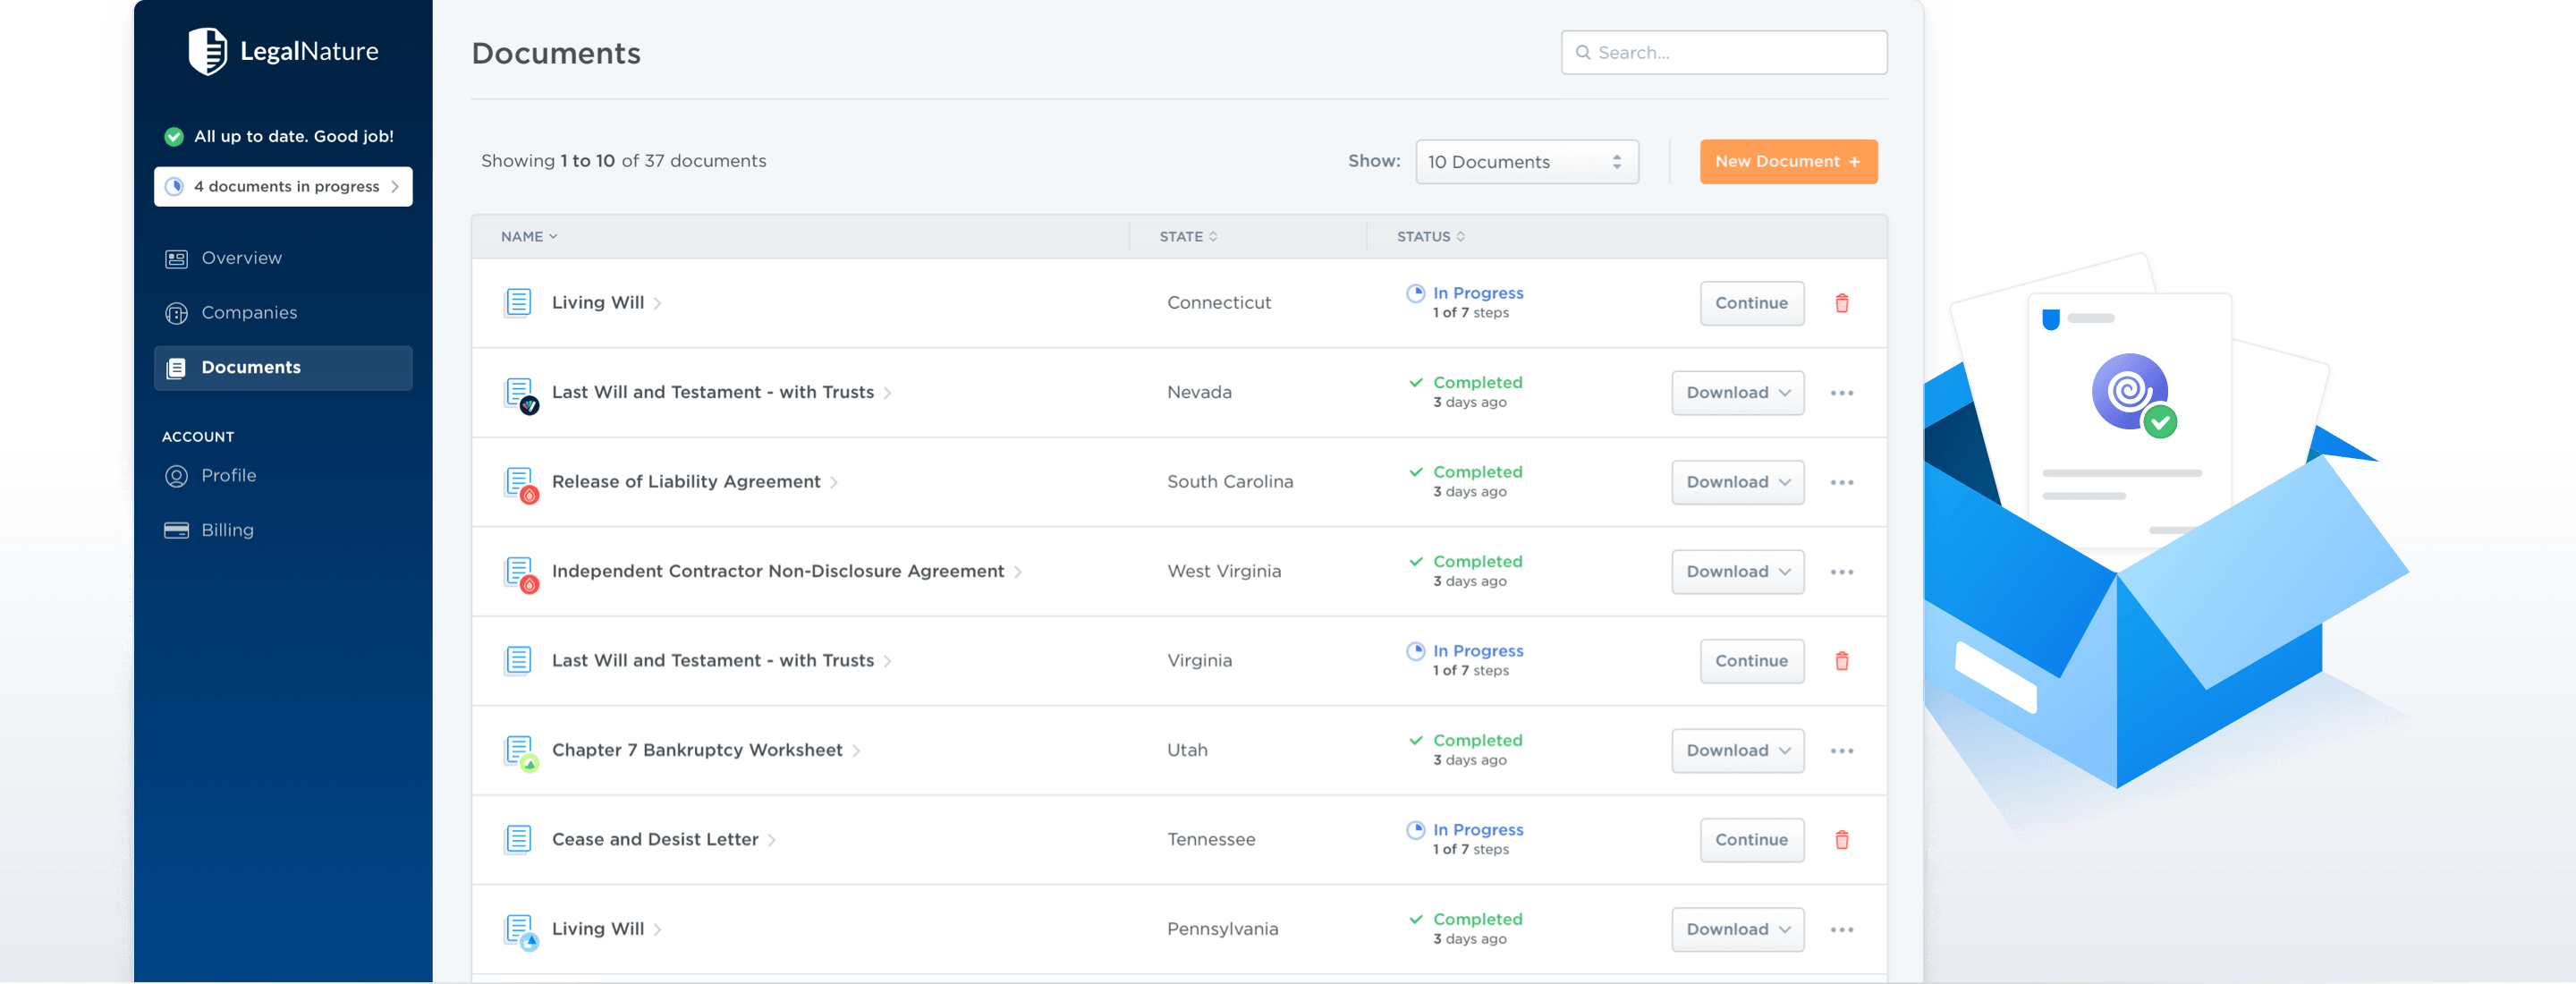 LegalNature
All up to date. Good job!
4 documents in progress
Overview
Companies
Documents
ACCOUNT
Profile
Billing
Documents
Search...
Showing 1 to 10 of 37 documents
Show: 10 Documents
New Document +
NAME STATE STATUS
Living Will Connecticut In Progress Continue
1 of 7 steps
Last Will and Testament - with Trusts Nevada Completed Download
3 days ago
Release of Liability Agreement South Carolina Completed Download
3 days ago
Independent Contractor Non-Disclosure Agreement West Virginia Completed Download
3 days ago
Last Will and Testament - with Trusts Virginia In Progress Continue
1 of 7 steps
Chapter 7 Bankruptcy Worksheet Utah Completed Download
3 days ago
Cease and Desist Letter Tennessee In Progress Continue
1 of 7 steps
Living Will Pennsylvania Completed Download
3 days ago